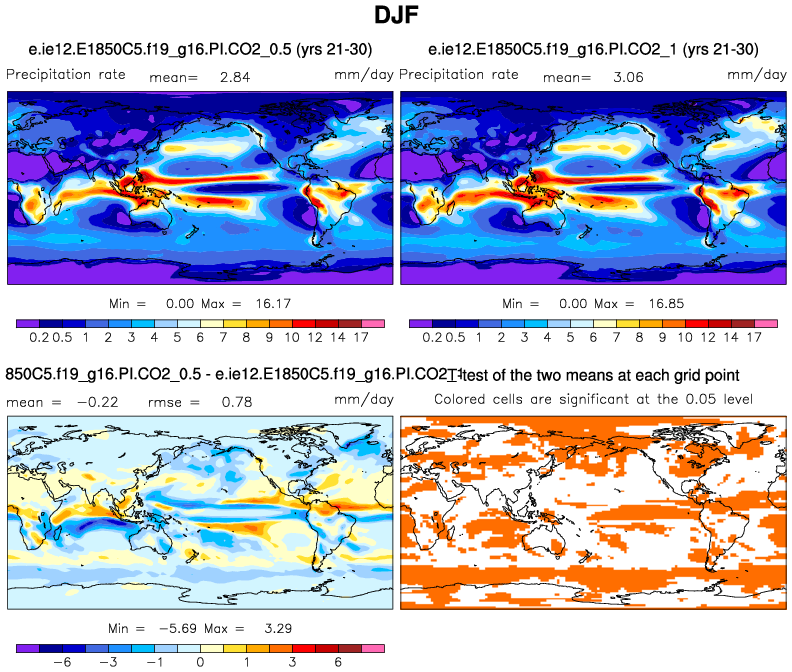 DJF
e.ie12.E1850C5.f19_g16.PI.CO2_0.5 (yrs 21-30)
Precipitation rate mean= 2.84 mm/day
Min = 0.00 Max = 16.17
0.2 0.5 1 2 3 4 5 6 7 8 9 10 12 14 17
e.ie12.E1850C5.f19_g16.PI.CO2_1 (yrs 21-30)
Precipitation rate mean= 3.06 mm/day
Min = 0.00 Max = 16.85
0.2 0.5 1 2 3 4 5 6 7 8 9 10 12 14 17
850C5.f19_g16.PI.CO2_0.5 - e.ie12.E1850C5.f19_g16.PI.CO2_1
mean = -0.22 rmse = 0.78 mm/day
Min = -5.69 Max = 3.29
-6 -3 -1 0 1 3 6
T-test of the two means at each grid point
Colored cells are significant at the 0.05 level